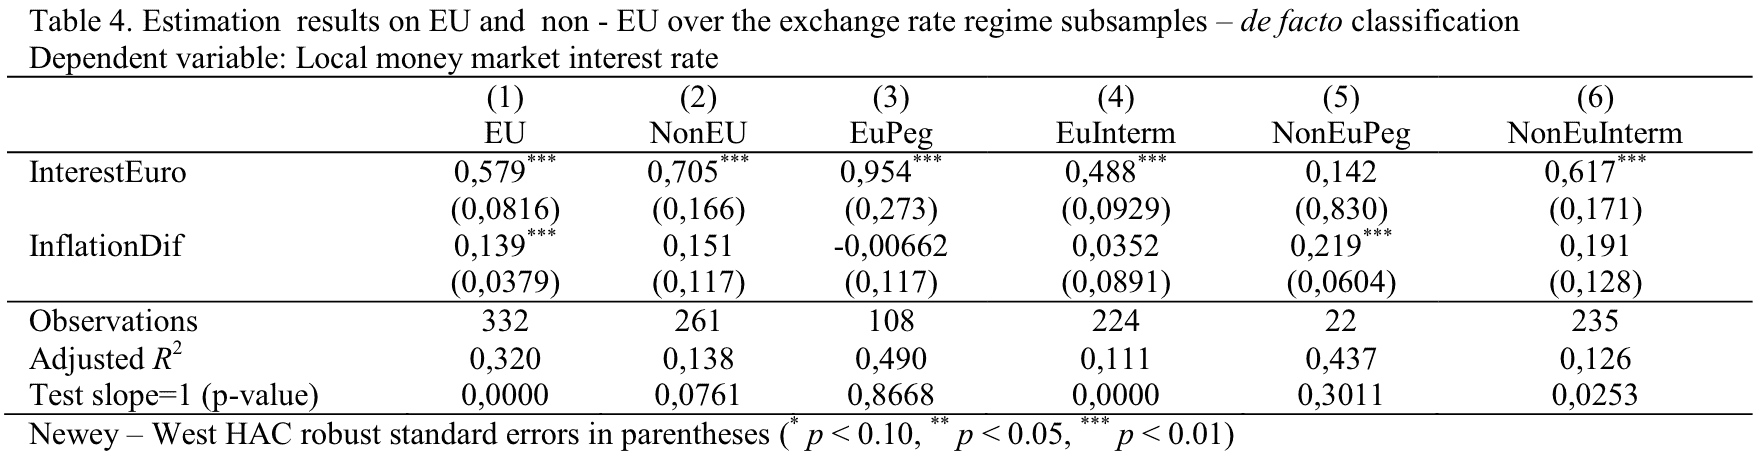 Table 4. Estimation results on EU and non - EU over the exchange rate regime subsamples – de facto classification
Dependent variable: Local money market interest rate
(1) (2) (3) (4) (5) (6)
EU NonEU EuPeg EuInterm NonEuPeg NonEuInterm
InterestEuro 0,579*** 0,705*** 0,954*** 0,488*** 0,142 0,617***
(0,0816) (0,166) (0,273) (0,0929) (0,830) (0,171)
InflationDif 0,139*** 0,151 -0,00662 0,0352 0,219*** 0,191
(0,0379) (0,117) (0,117) (0,0891) (0,0604) (0,128)
Observations 332 261 108 224 22 235
Adjusted R2 0,320 0,138 0,490 0,111 0,437 0,126
Test slope=1 (p-value) 0,0000 0,0761 0,8668 0,0000 0,3011 0,0253
Newey – West HAC robust standard errors in parentheses (* p < 0.10, ** p < 0.05, *** p < 0.01)